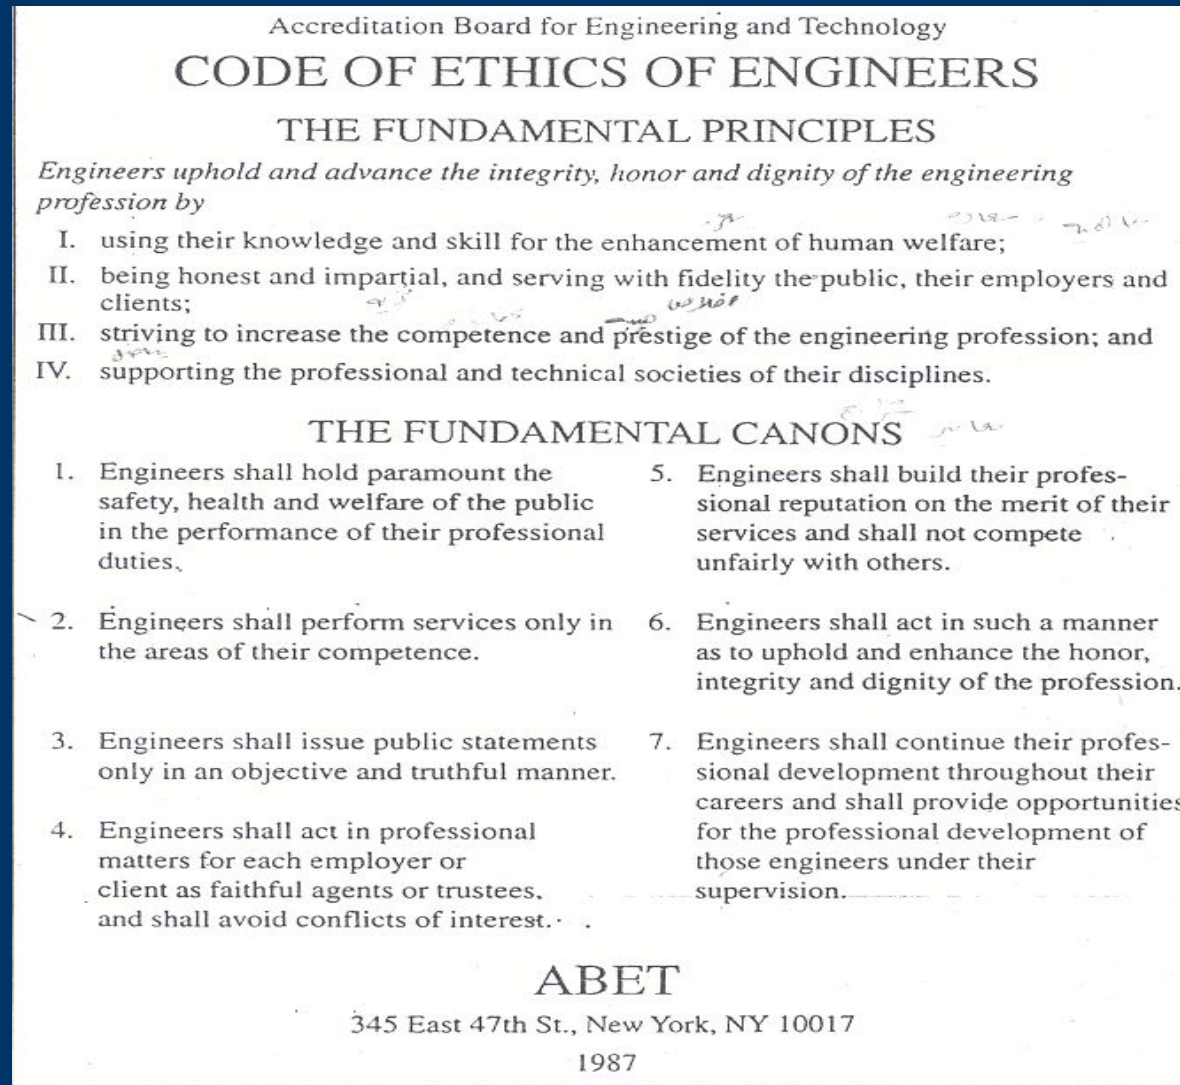 Accreditation Board for Engineering and Technology
CODE OF ETHICS OF ENGINEERS
THE FUNDAMENTAL PRINCIPLES
Engineers uphold and advance the integrity, honor and dignity of the engineering
profession by
I. using their knowledge and skill for the enhancement of human welfare;
II. being honest and impartial, and serving with fidelity the public, their employers and
clients;
III. striving to increase the competence and prestige of the engineering profession; and
IV. supporting the professional and technical societies of their disciplines.
THE FUNDAMENTAL CANONS
1. Engineers shall hold paramount the
safety, health and welfare of the public
in the performance of their professional
duties.
2. Engineers shall perform services only in
the areas of their competence.
3. Engineers shall issue public statements
only in an objective and truthful manner.
4. Engineers shall act in professional
matters for each employer or
client as faithful agents or trustees,
and shall avoid conflicts of interest.
5. Engineers shall build their profes-
sional reputation on the merit of their
services and shall not compete
unfairly with others.
6. Engineers shall act in such a manner
as to uphold and enhance the honor,
integrity and dignity of the profession.
7. Engineers shall continue their profes-
sional development throughout their
careers and shall provide opportunities
for the professional development of
those engineers under their
supervision.
ABET
345 East 47th St., New York, NY 10017
1987